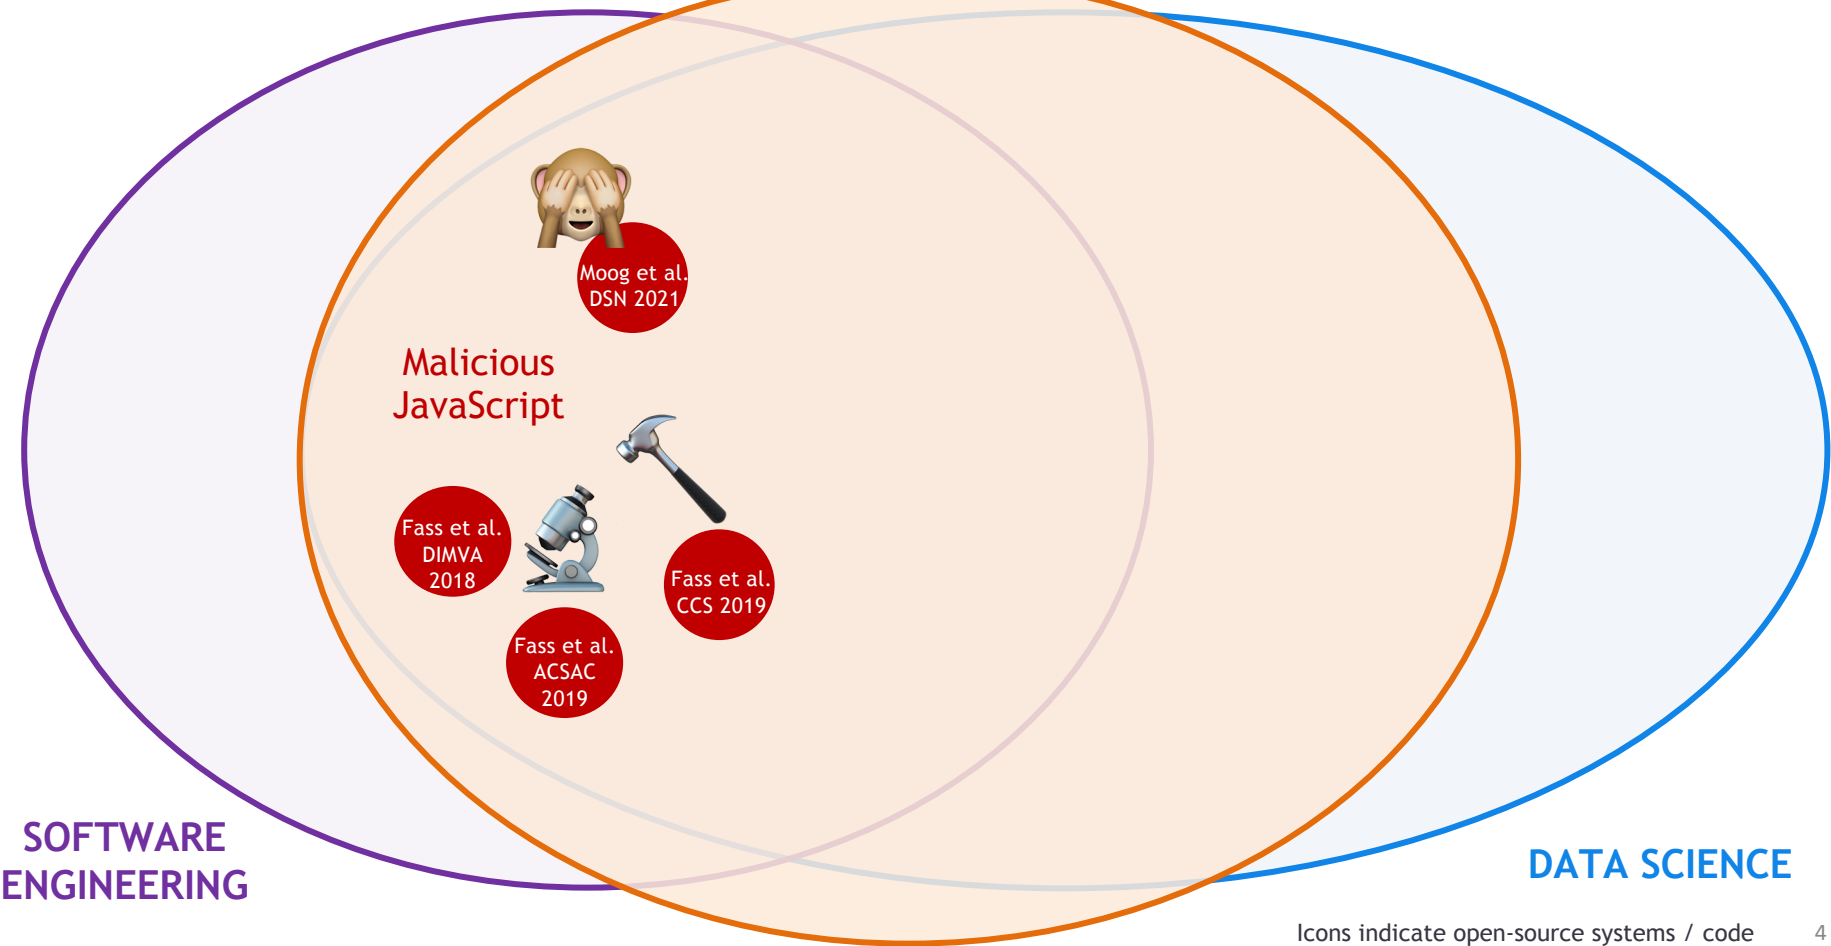 Moog et al.
DSN 2021
Malicious
JavaScript
Fass et al.
DIMVA
2018
Fass et al.
CCS 2019
Fass et al.
ACSAC
2019
SOFTWARE
ENGINEERING
DATA SCIENCE
Icons indicate open-source systems / code
4